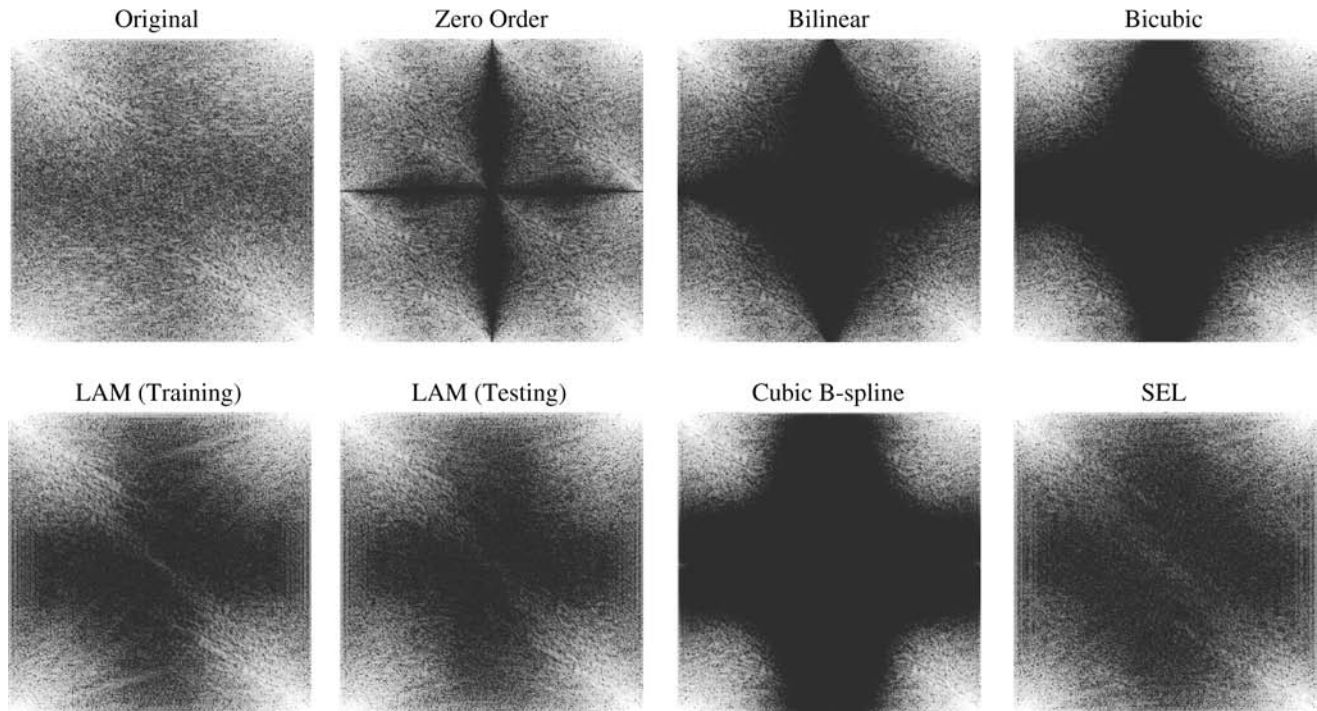 Original
Zero Order
Bilinear
Bicubic
LAM (Training)
LAM (Testing)
Cubic B-spline
SEL